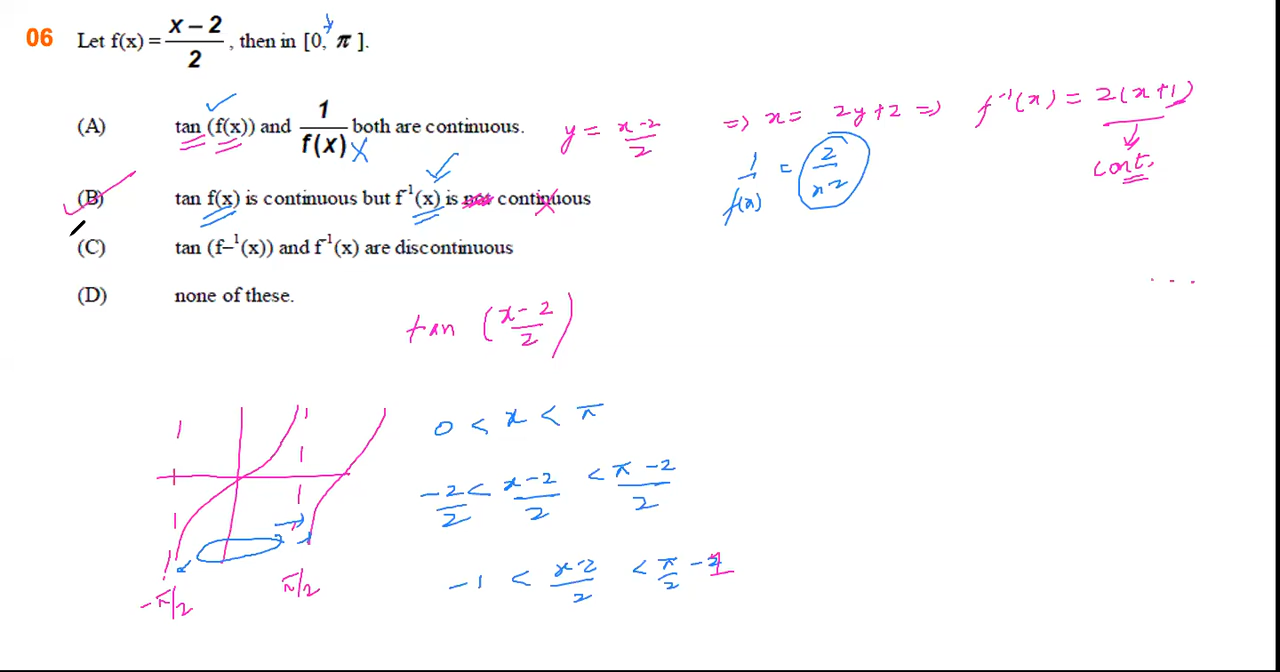 06 Let f(x) = x – 2 / 2 , then in [0, π ].
(A) tan (f(x)) and 1 / f(x) both are continuous.
y = x-2 / 2 => x = 2y+2 => f⁻¹(x) = 2(x+1)
cont.
1 / f(x) = 2 / x-2
(B) tan f(x) is continuous but f⁻¹(x) is not continuous
(C) tan (f–¹(x)) and f⁻¹(x) are discontinuous
(D) none of these.
tan (x-2 / 2)
0 < x < π
-2/2 < x-2 / 2 < π-2 / 2
-1 < x-2 / 2 < π/2 - 1
-π/2 π/2